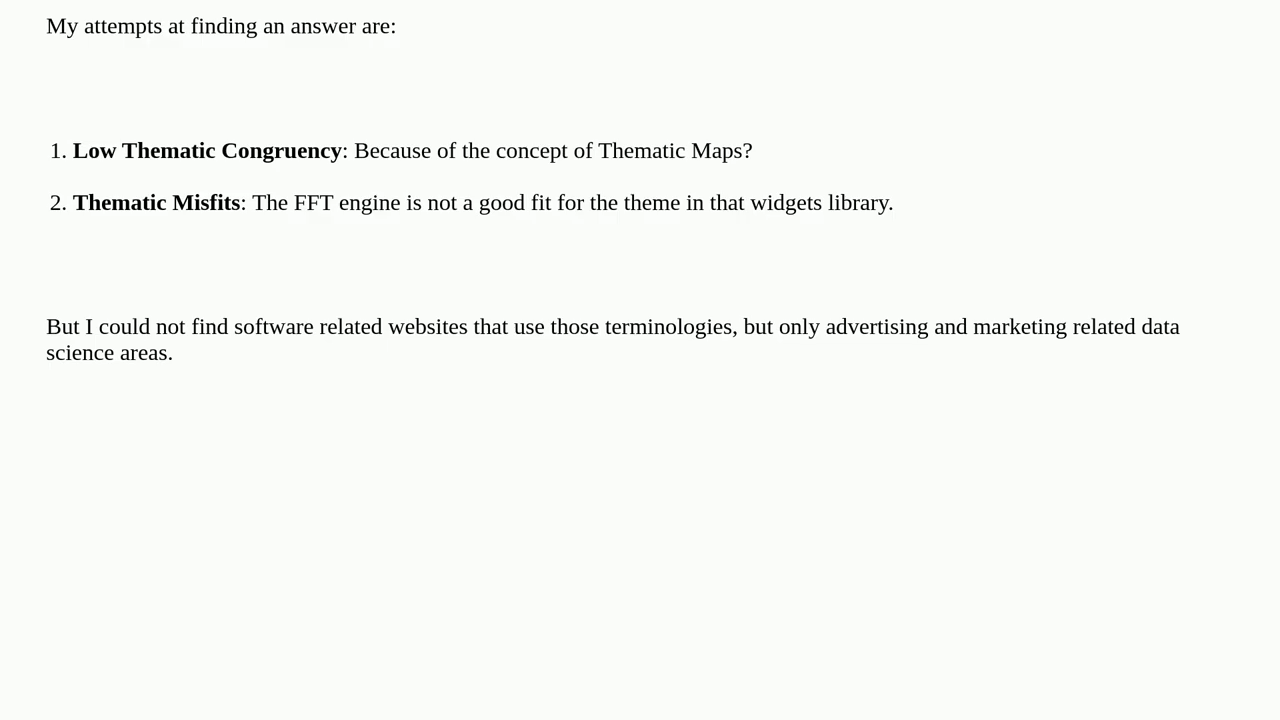 My attempts at finding an answer are:
1. Low Thematic Congruency: Because of the concept of Thematic Maps?
2. Thematic Misfits: The FFT engine is not a good fit for the theme in that widgets library.
But I could not find software related websites that use those terminologies, but only advertising and marketing related data
science areas.